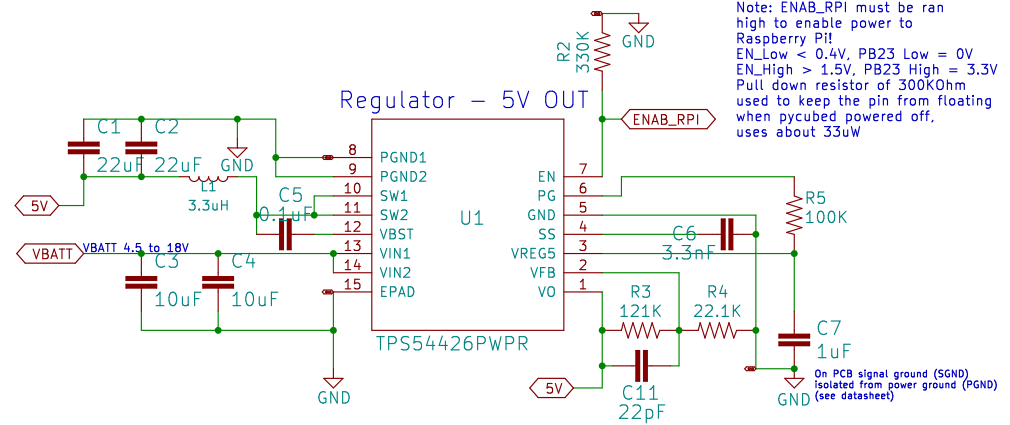 Note: ENAB_RPI must be ran
high to enable power to
Raspberry Pi!
EN_Low < 0.4V, PB23 Low = 0V
EN_High > 1.5V, PB23 High = 3.3V
Pull down resistor of 300KOhm
used to keep the pin from floating
when pycubed powered off,
uses about 33uW
GND
R2
330K
Regulator - 5V OUT
ENAB_RPI
C1
22uF
C2
22uF
GND
L1
3.3uH
5V
C5
0.1uF
VBATT
VBATT 4.5 to 18V
C3
10uF
C4
10uF
GND
8 PGND1
9 PGND2
10 SW1
11 SW2
12 VBST
13 VIN1
14 VIN2
15 EPAD
U1
EN 7
PG 6
GND 5
SS 4
VREG5 3
VFB 2
VO 1
TPS54426PWPR
R5
100K
C6
3.3nF
R3
121K
R4
22.1K
C7
1uF
5V
C11
22pF
GND
On PCB signal ground (SGND)
isolated from power ground (PGND)
(see datasheet)